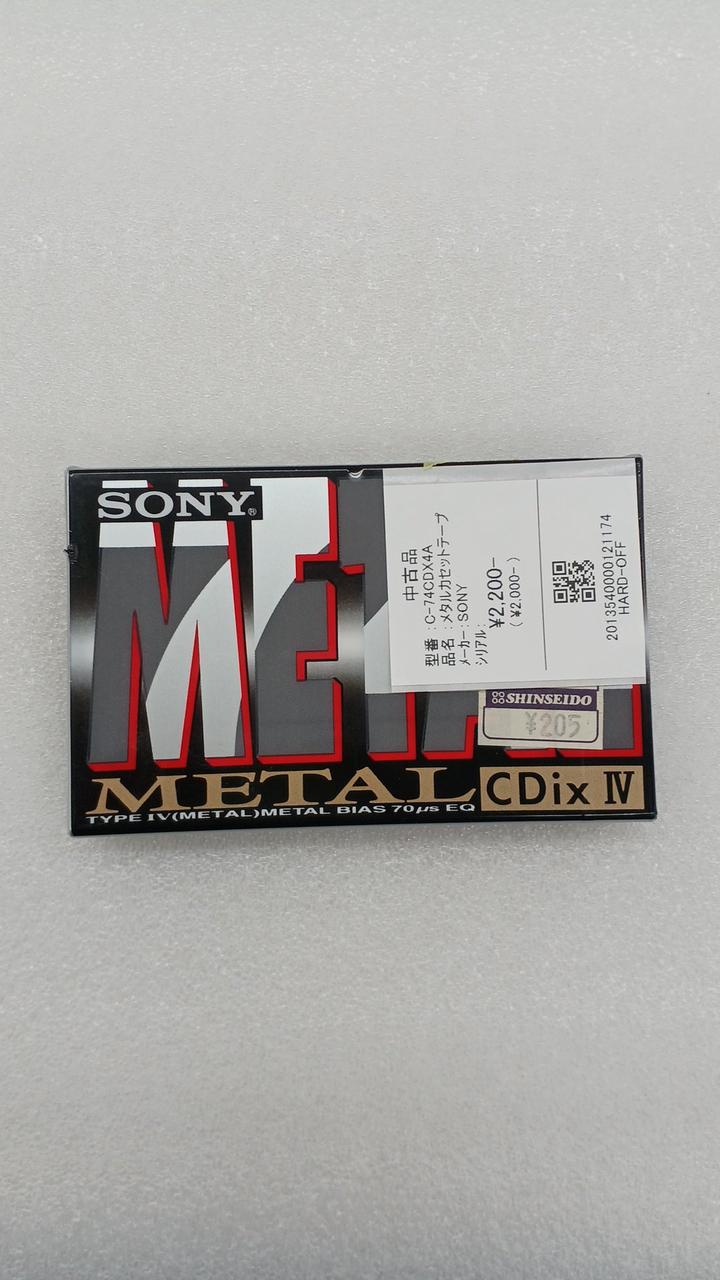 SONY®
METAL
中古品
型番 : C-74CDX4A
品名 : メタルカセットテープ
メーカー : SONY
シリアル :
¥2,200-
( ¥2,000- )
2013540000121174
HARD-OFF
SHINSEIDO
¥205
METAL CDix IV
TYPE IV(METAL)METAL BIAS 70μs EQ